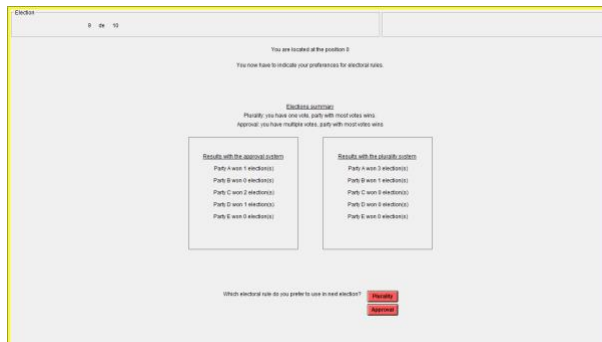 Election
9 de 10
You are located at the position 8
You now have to indicate your preferences for electoral rules.
Elections summary
Plurality: you have one vote, party with most votes wins
Approval: you have multiple votes, party with most votes wins
Results with the approval system
Party A won 1 election(s)
Party B won 0 election(s)
Party C won 2 election(s)
Party D won 1 election(s)
Party E won 0 election(s)
Results with the plurality system
Party A won 3 election(s)
Party B won 1 election(s)
Party C won 0 election(s)
Party D won 0 election(s)
Party E won 0 election(s)
Which electoral rule do you prefer to use in next election?
Plurality
Approval